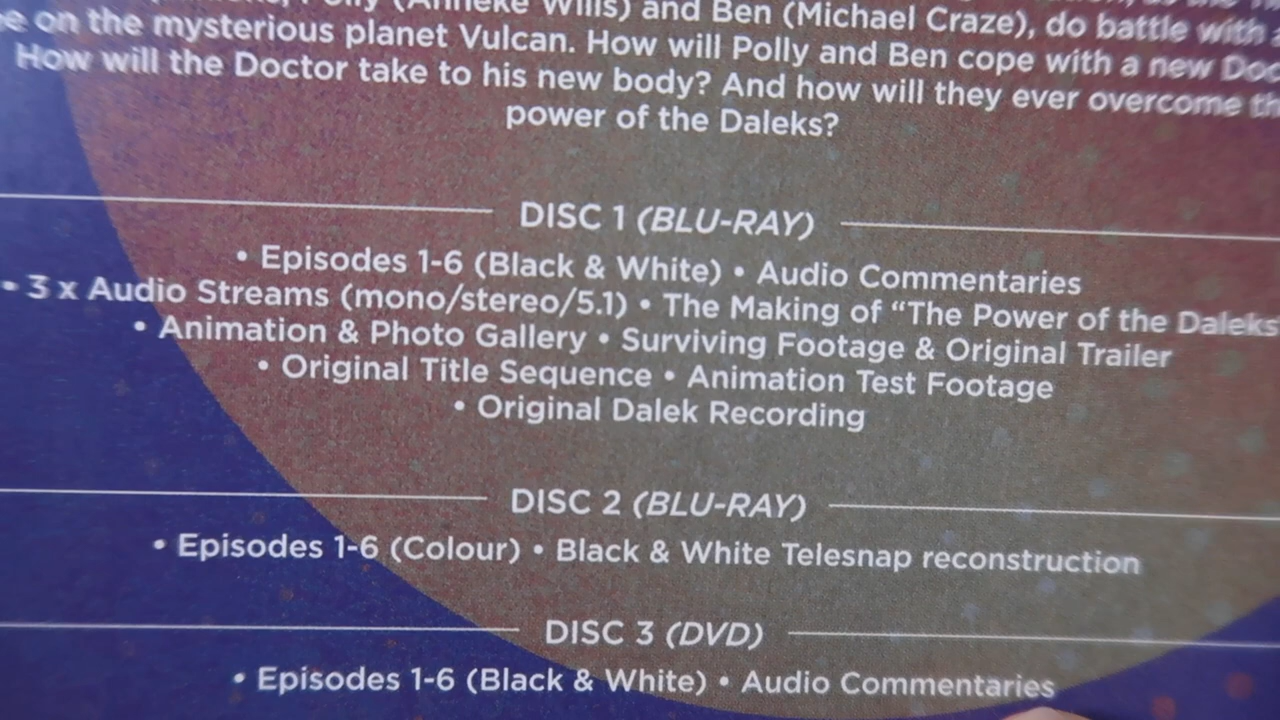 Polly (Anneke Wills) and Ben (Michael Craze), do battle with
on the mysterious planet Vulcan. How will Polly and Ben cope with a new Doc
How will the Doctor take to his new body? And how will they ever overcome th
power of the Daleks?
DISC 1 (BLU-RAY)
• Episodes 1-6 (Black & White) • Audio Commentaries
• 3 x Audio Streams (mono/stereo/5.1) • The Making of “The Power of the Daleks
• Animation & Photo Gallery • Surviving Footage & Original Trailer
• Original Title Sequence • Animation Test Footage
• Original Dalek Recording
DISC 2 (BLU-RAY)
• Episodes 1-6 (Colour) • Black & White Telesnap reconstruction
DISC 3 (DVD)
• Episodes 1-6 (Black & White) • Audio Commentaries